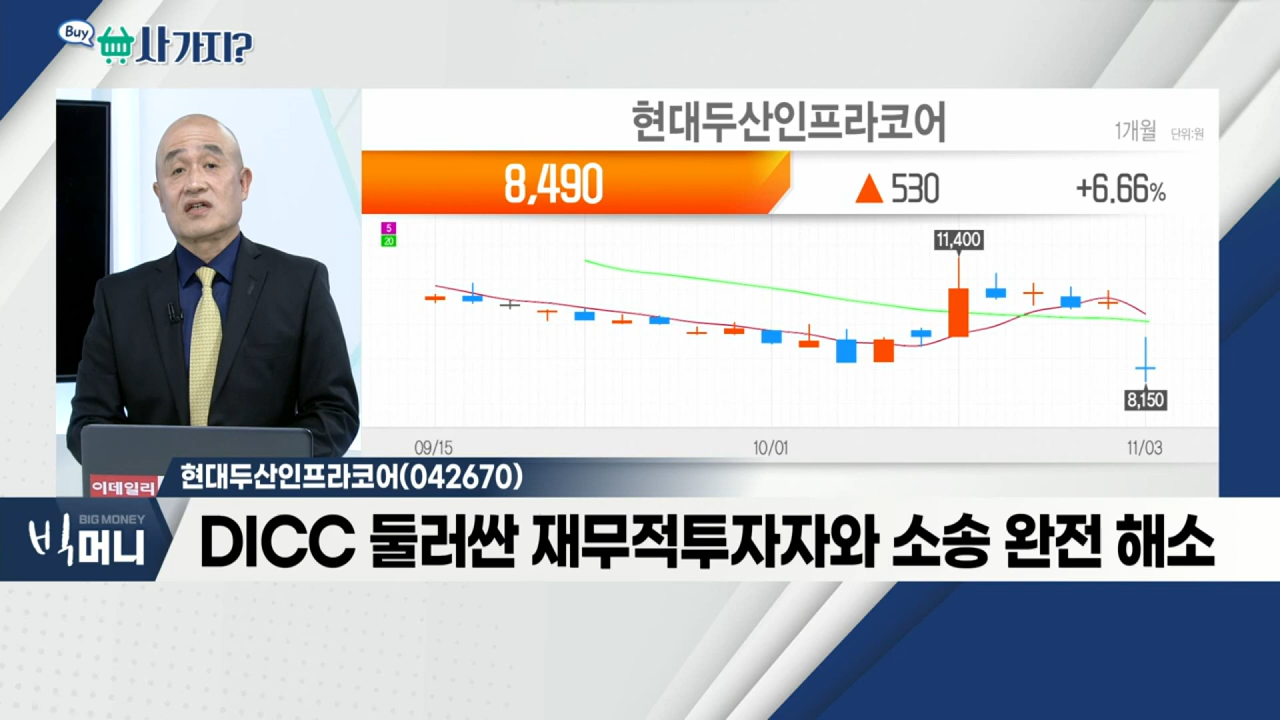 Buy
사가지?
현대두산인프라코어
1개월 단위:원
8,490
▲ 530
+6.66%
5
20
11,400
8,150
09/15
10/01
11/03
이데일리
현대두산인프라코어(042670)
BIG MONEY
빅머니
DICC 둘러싼 재무적투자자와 소송 완전 해소